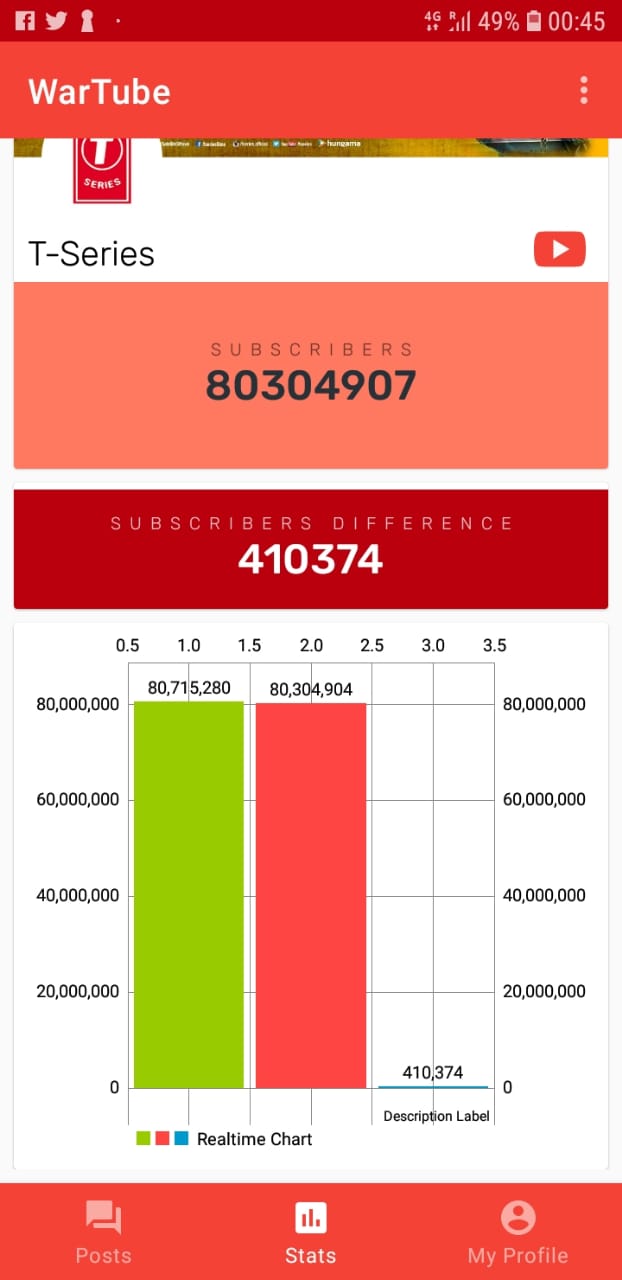 4G R 49% 00:45
WarTube
T
SERIES
hungama
T-Series
SUBSCRIBERS
80304907
SUBSCRIBERS DIFFERENCE
410374
0.5 1.0 1.5 2.0 2.5 3.0 3.5
80,715,280 80,304,904
80,000,000 80,000,000
60,000,000 60,000,000
40,000,000 40,000,000
20,000,000 20,000,000
410,374
0 0
Description Label
Realtime Chart
Posts Stats My Profile